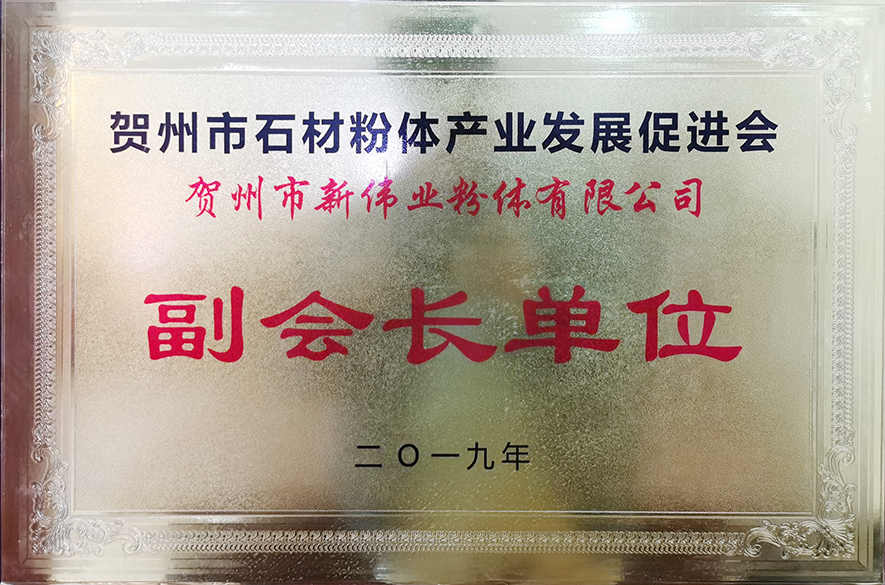 贺州市石材粉体产业发展促进会
贺州市新伟业粉体有限公司
副会长单位
二〇一九年